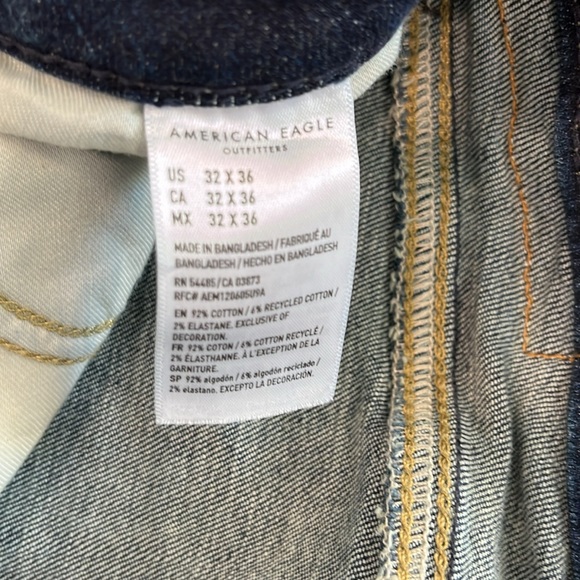 AMERICAN EAGLE
OUTFITTERS
US 32 X 36
CA 32 X 36
MX 32 X 36
MADE IN BANGLADESH / FABRIQUÉ AU
BANGLADESH / HECHO EN BANGLADESH
RN 54485 / CA 03873
RFC# AEM120605U9A
EN 92% COTTON / 6% RECYCLED COTTON /
2% ELASTANE. EXCLUSIVE OF
DECORATION.
FR 92% COTON / 6% COTTON RECYCLÉ /
2% ÉLASTHANNE. À L'EXCEPTION DE LA
GARNITURE.
SP 92% algodón / 6% algodón reciclado /
2% elastano. EXCEPTO LA DECORACIÓN.